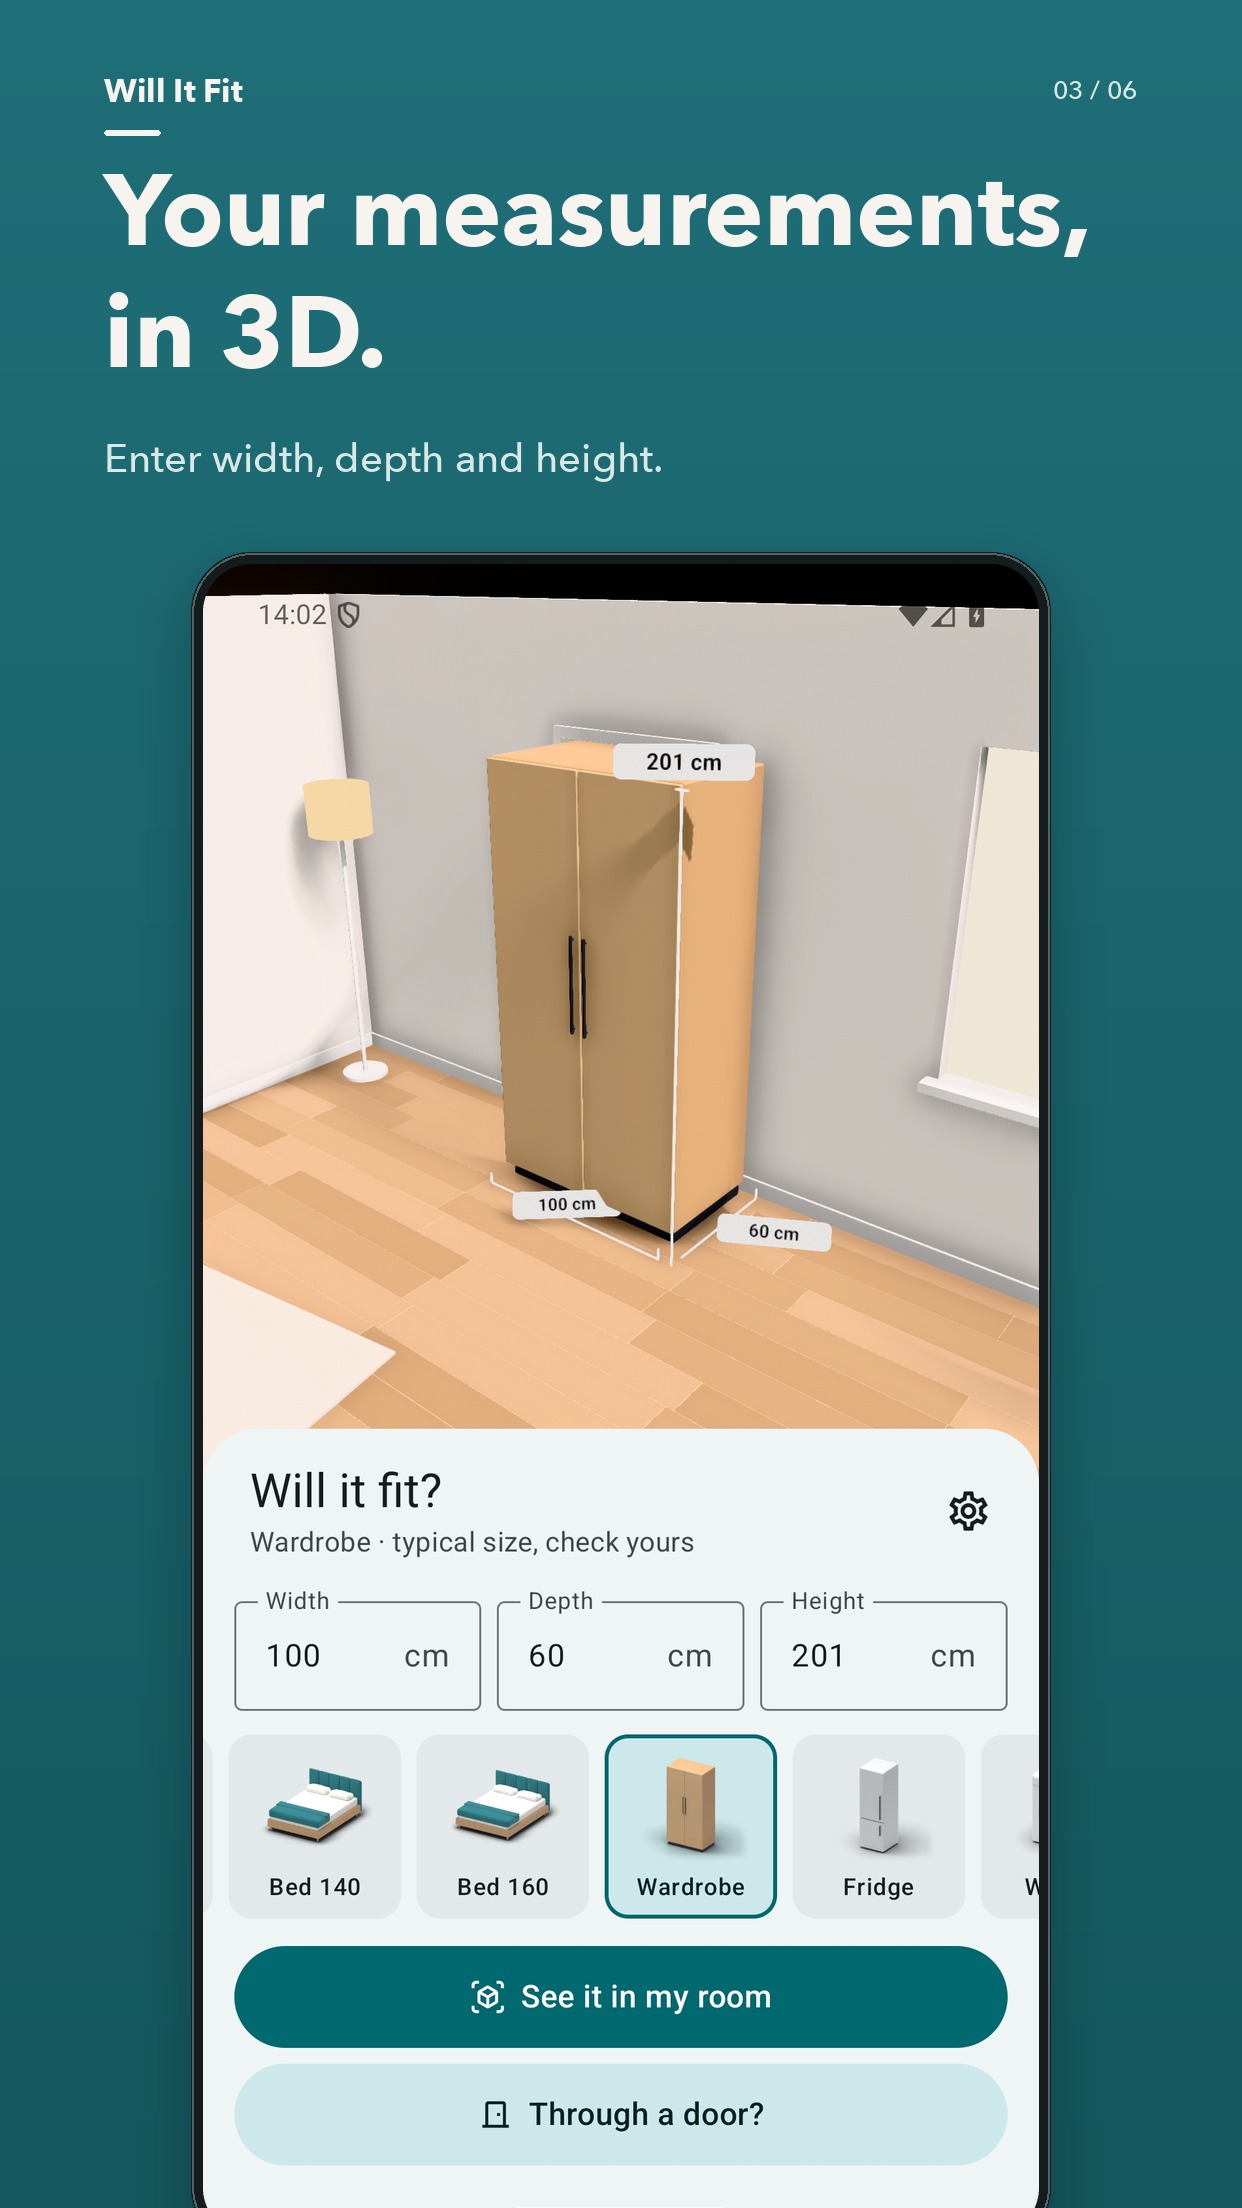 Will It Fit
03 / 06
Your measurements,
in 3D.
Enter width, depth and height.
14:02
201 cm
100 cm
60 cm
Will it fit?
Wardrobe · typical size, check yours
Width
Depth
Height
100 cm
60 cm
201 cm
Bed 140
Bed 160
Wardrobe
Fridge
See it in my room
Through a door?